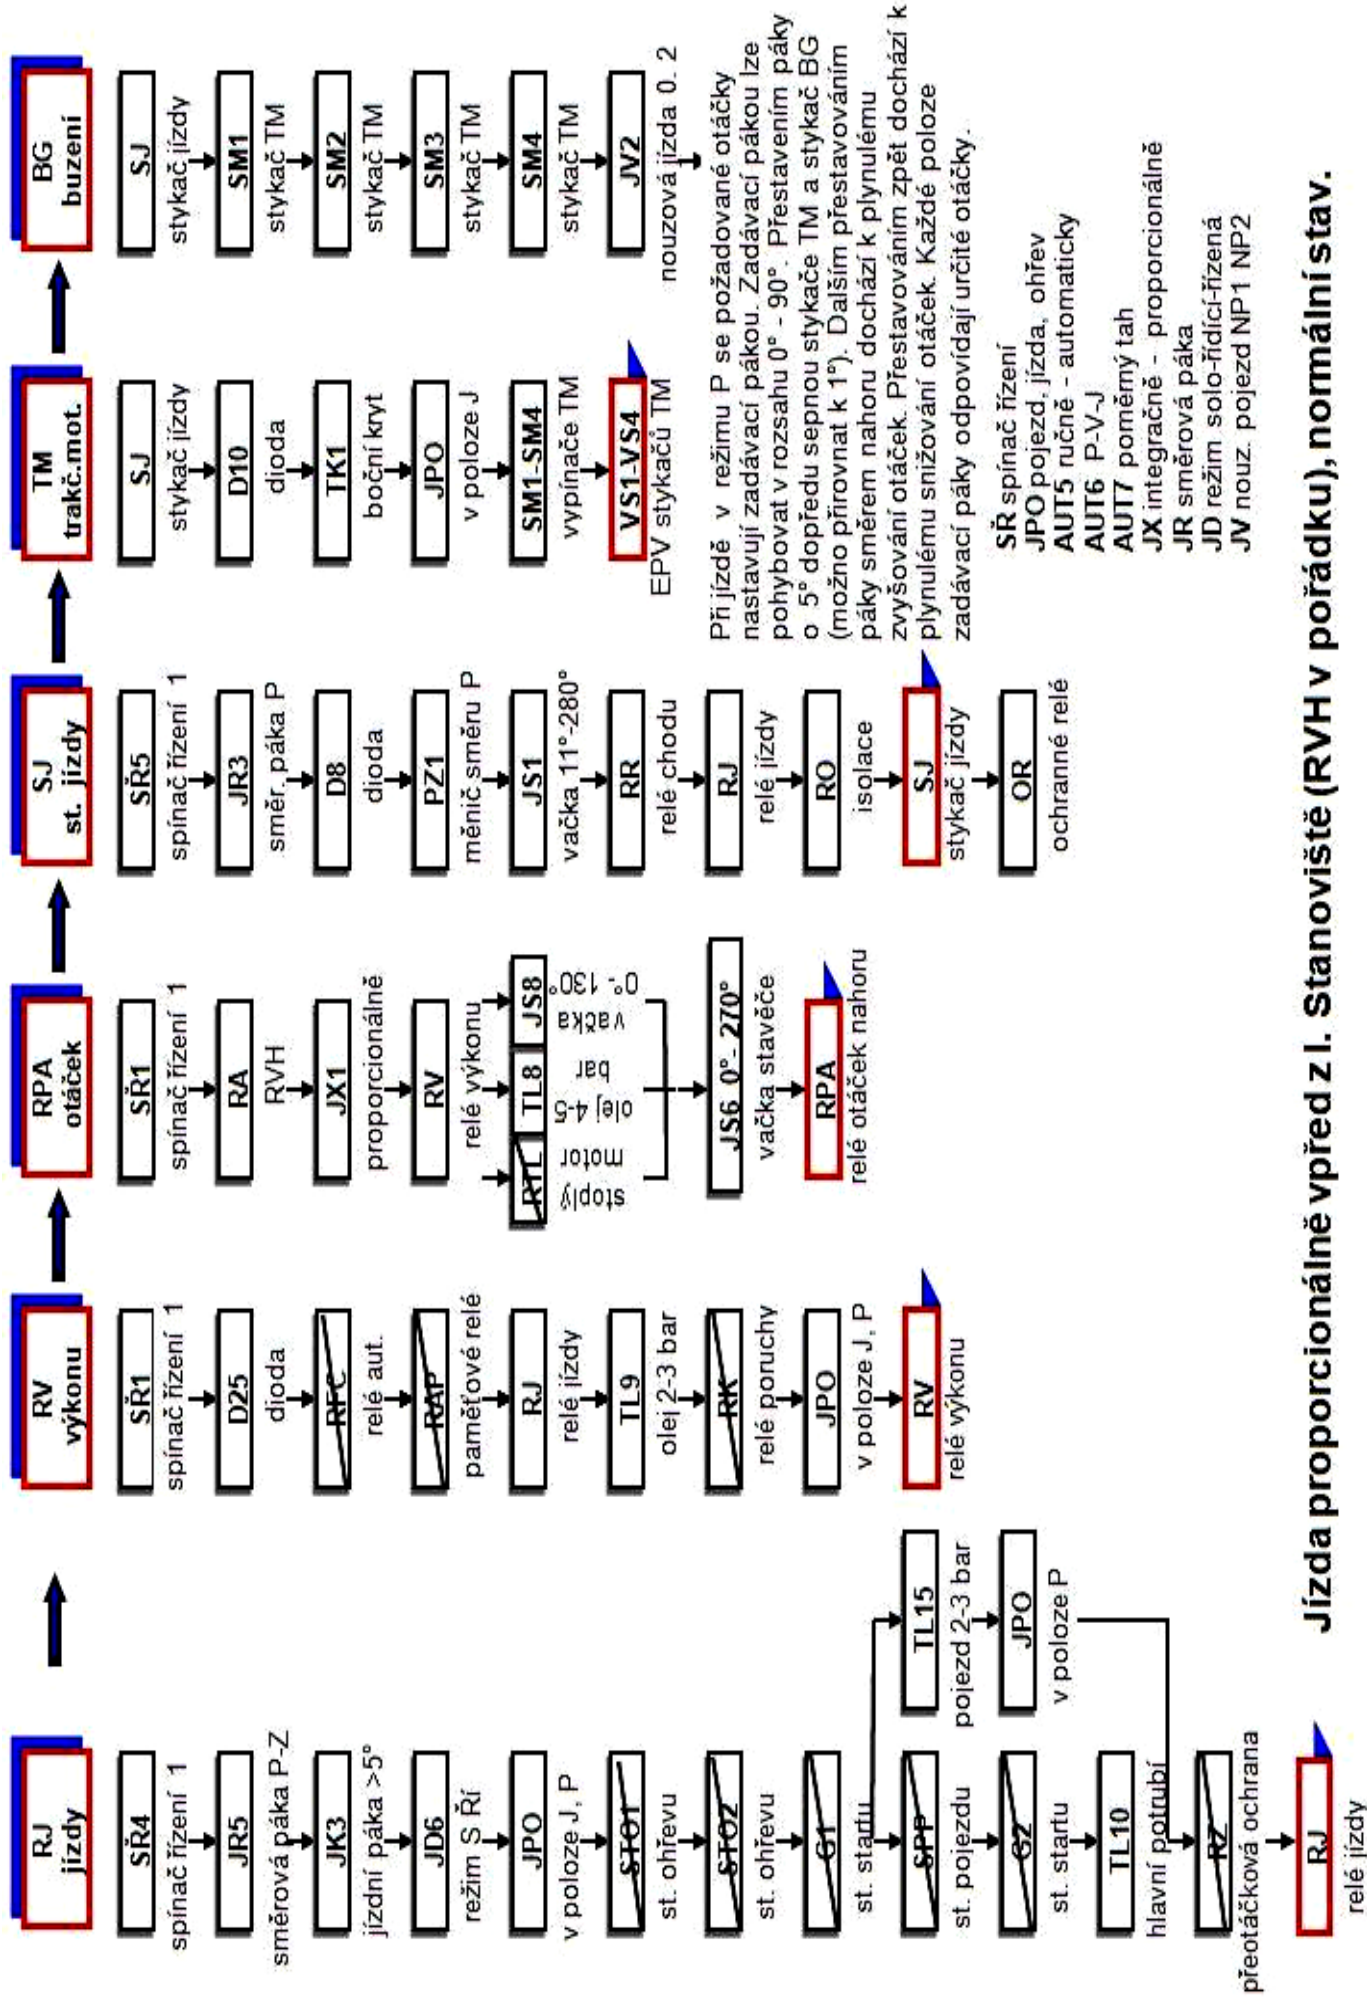 RJ
jízdy
SŘR4
spínač řízení 1
JR5
směrová páka P-Z
JK3
jízdní páka >5°
JD6
režim S Ří
JPO
v poloze J, P
STO1
st. ohřevu
STO2
st. ohřevu
G1
st. startu
SPP
st. pojezdu
G2
st. startu
TL10
hlavní potrubí
RZ
přeotáčková ochrana
RJ
relé jízdy
TL15
pojezd 2-3 bar
JPO
v poloze P
RV
výkonu
SŘ1
spínač řízení 1
D25
dioda
RFC
relé aut.
RAP
paměťové relé
RJ
relé jízdy
TL9
olej 2-3 bar
RK
relé poruchy
JPO
v poloze J, P
RV
relé výkonu
RPA
otáček
SŘ1
spínač řízení 1
RA
RVH
JX1
proporcionálně
RV
relé výkonu
RTL TL8 JS8
stoplý
motor
olej 4-5
bar
vačka
0°- 130°
JS6 0°- 270°
vačka stavěče
RPA
relé otáček nahoru
SJ
st. jízdy
SŘ5
spínač řízení 1
JR3
směr. páka P
D8
dioda
PZ1
měnič směru P
JS1
vačka 11°-280°
RR
relé chodu
RJ
relé jízdy
RO
isolace
SJ
stykač jízdy
OR
ochranné relé
TM
trakč.mot.
SJ
stykač jízdy
D10
dioda
TK1
boční kryt
JPO
v poloze J
SM1-SM4
vypínače TM
VS1-VS4
EPV stykačů TM
BG
buzení
SJ
stykač jízdy
SM1
stykač TM
SM2
stykač TM
SM3
stykač TM
SM4
stykač TM
JV2
nouzová jízda 0. 2
Při jízdě v režimu P se požadované otáčky
nastavují zadávací pákou. Zadávací pákou lze
pohybovat v rozsahu 0° - 90°. Přestavením páky
o 5° dopředu sepnou stykače TM a stykač BG
(možno přirovnat k 1°). Dalším přestavováním
páky směrem nahoru dochází k plynulému
zvyšování otáček. Přestavováním zpět dochází k
plynulému snižování otáček. Každé poloze
zadávací páky odpovídají určité otáčky.
SŘ spínač řízení
JPO pojezd, jízda, ohřev
AUT5 ručně - automaticky
AUT6 P-V-J
AUT7 poměrný tah
JX integračně - proporcionálně
JR směrová páka
JD režim solo-řídící-řízená
JV nouz. pojezd NP1 NP2
Jízda proporcionálně vpřed z I. Stanoviště (RVH v pořádku), normální stav.